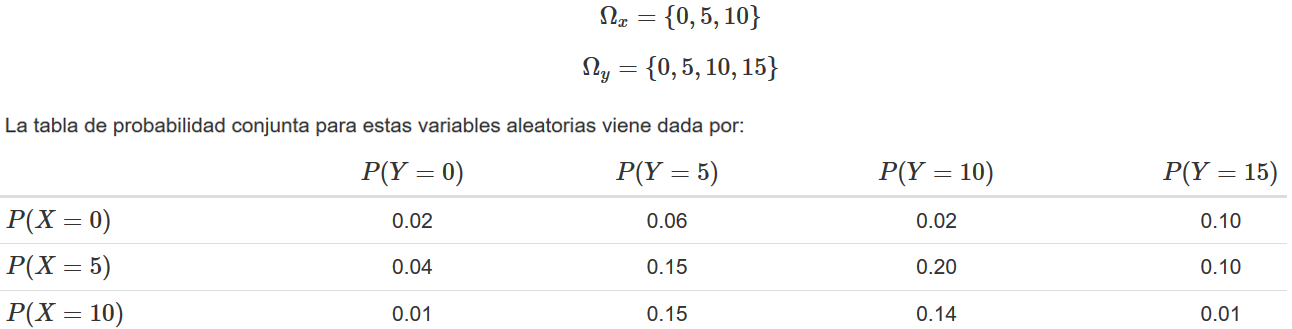 Ωx = {0, 5, 10}
Ωy = {0, 5, 10, 15}
La tabla de probabilidad conjunta para estas variables aleatorias viene dada por:
P(Y = 0) P(Y = 5) P(Y = 10) P(Y = 15)
P(X = 0) 0.02 0.06 0.02 0.10
P(X = 5) 0.04 0.15 0.20 0.10
P(X = 10) 0.01 0.15 0.14 0.01